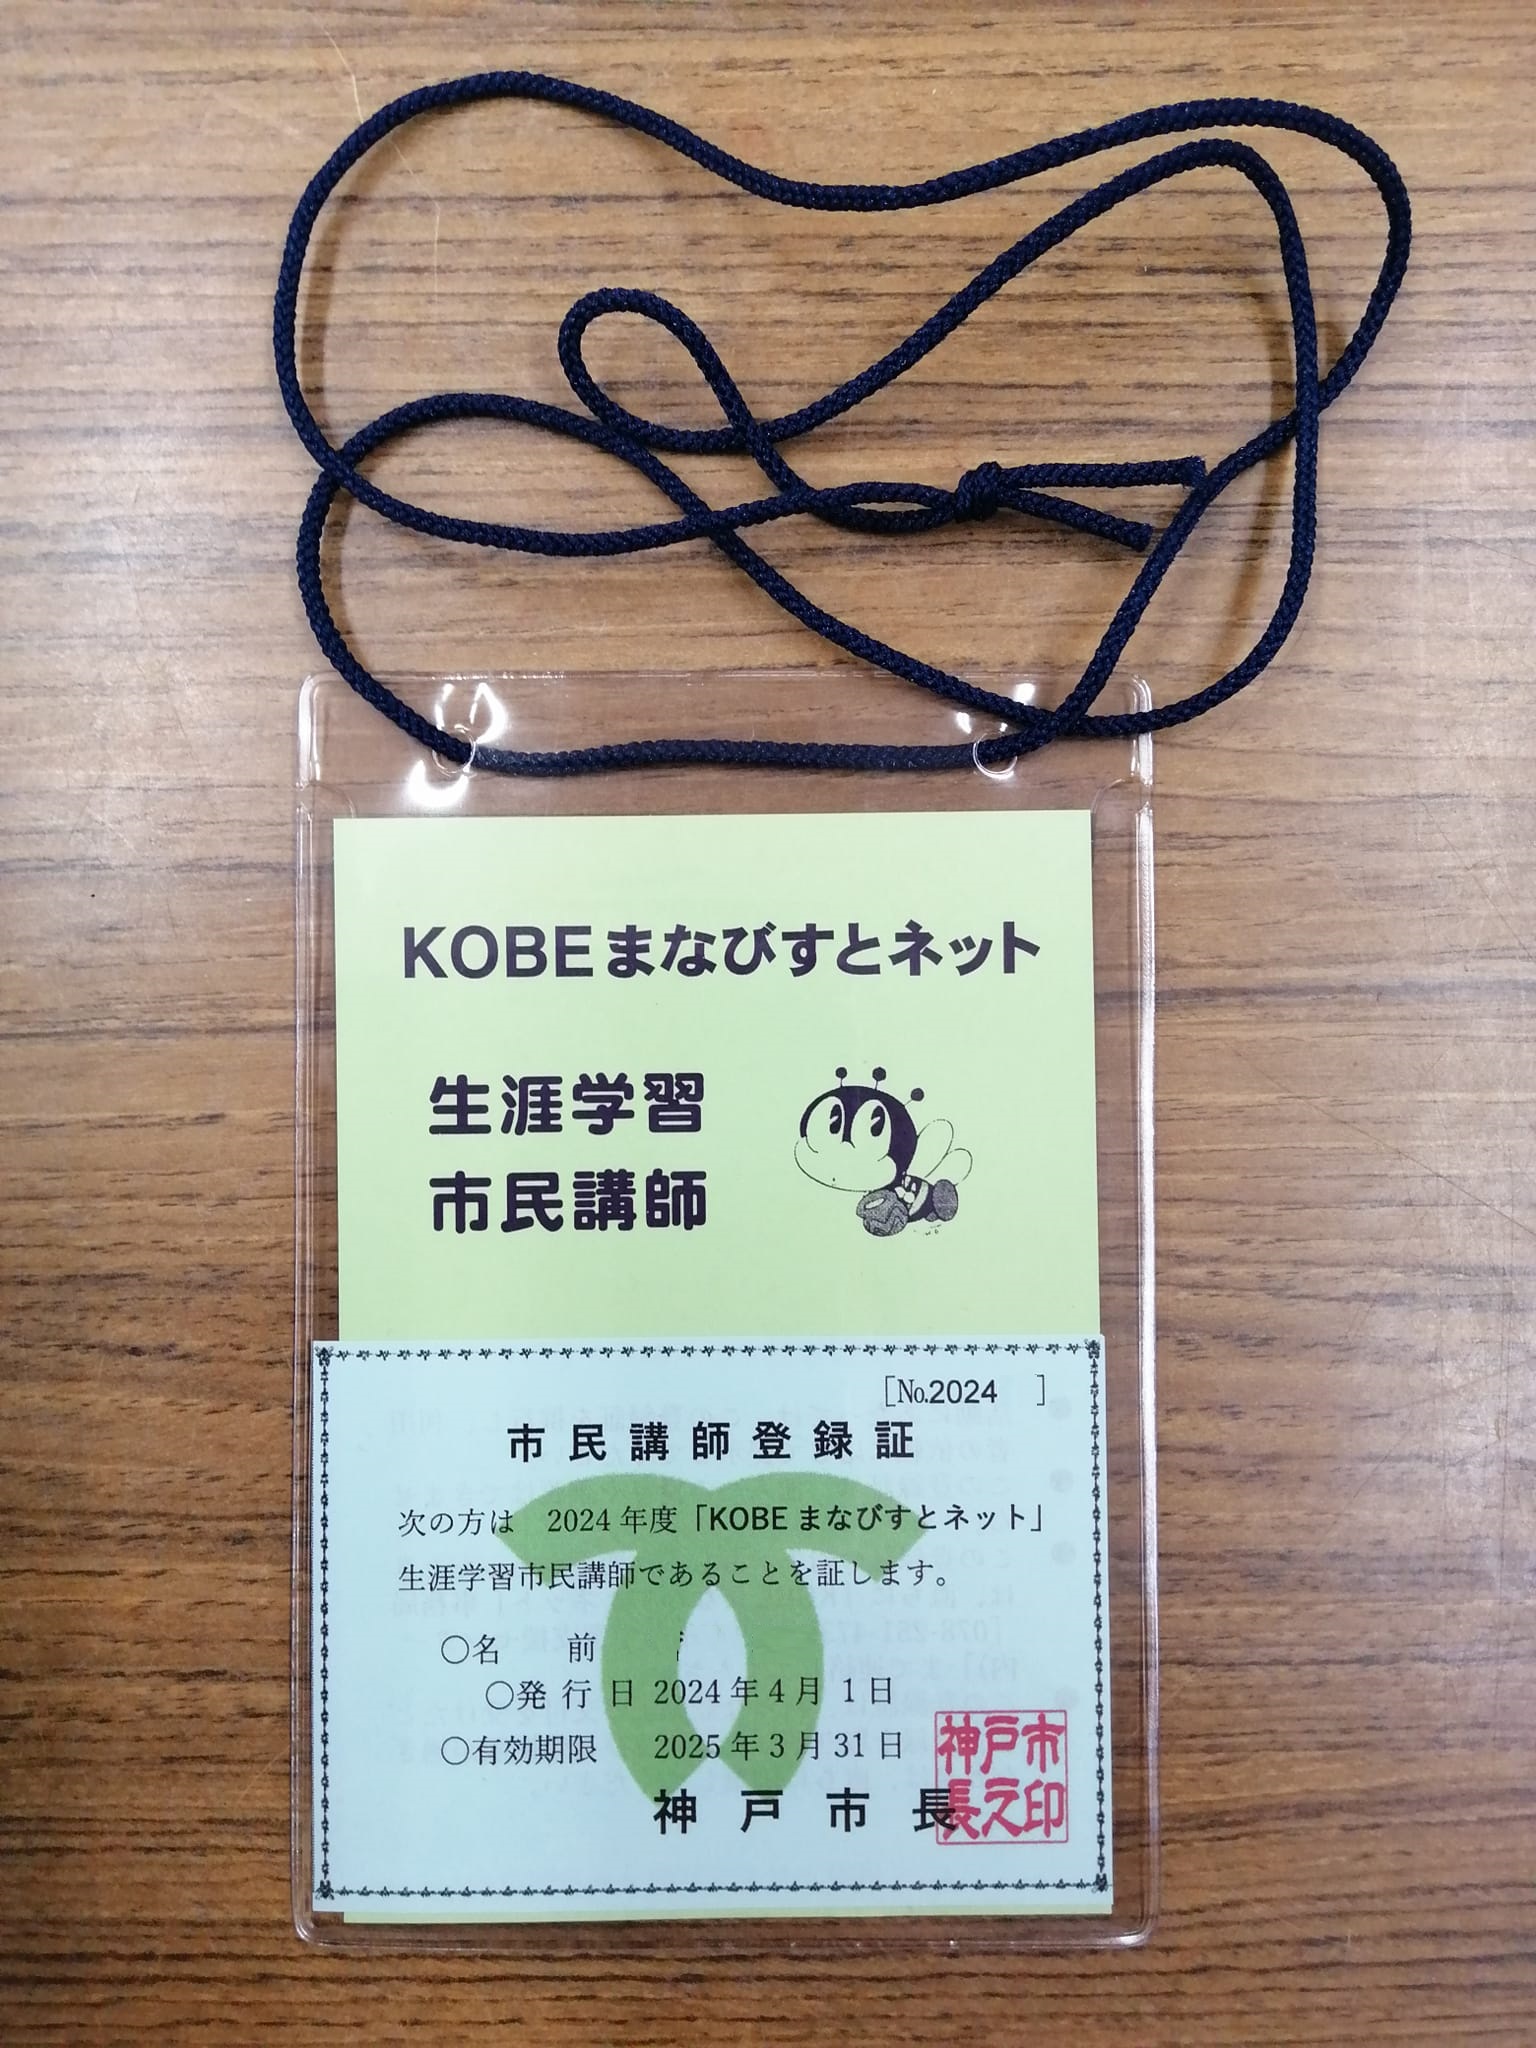 KOBEまなびすとネット
生涯学習
市民講師
[№2024 ]
市民講師登録証
次の方は 2024年度「KOBEまなびすとネット」
生涯学習市民講師であることを証します。
○名 前
○発行日 2024年4月1日
○有効期限 2025年3月31日
神戸市長
神戸市
長之印